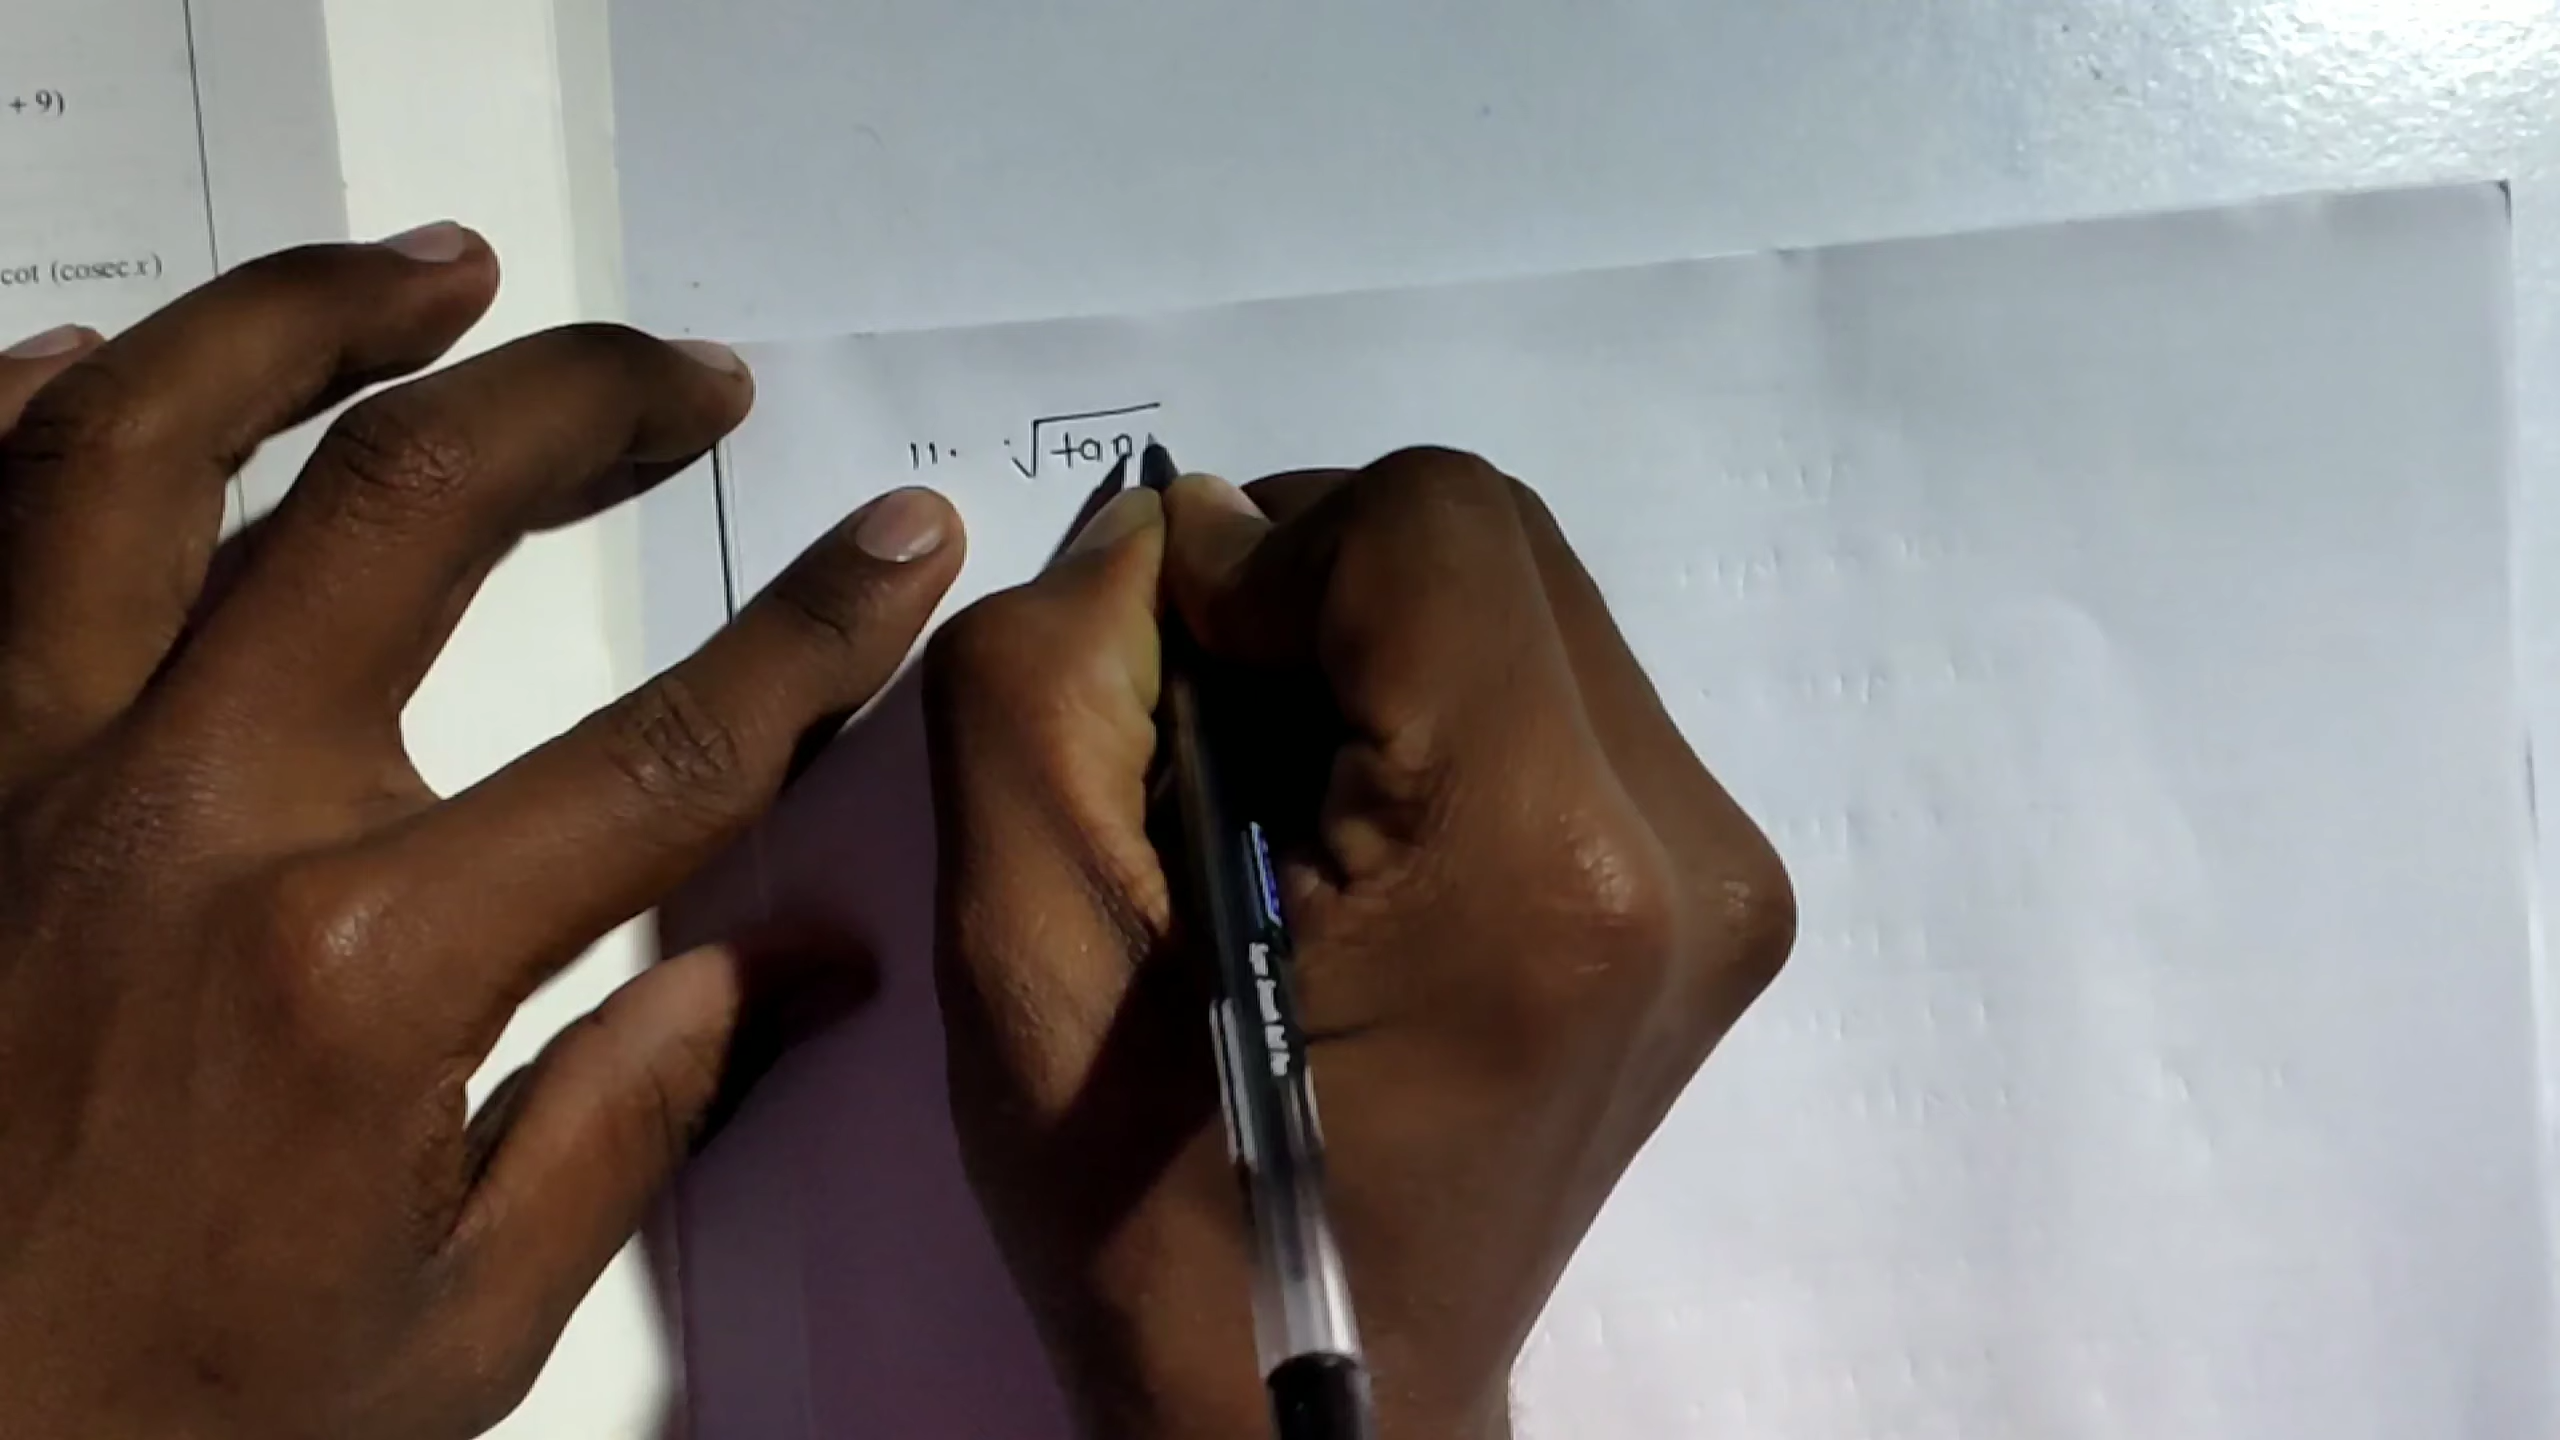 + 9)
cot (cosec x)
11. √tan